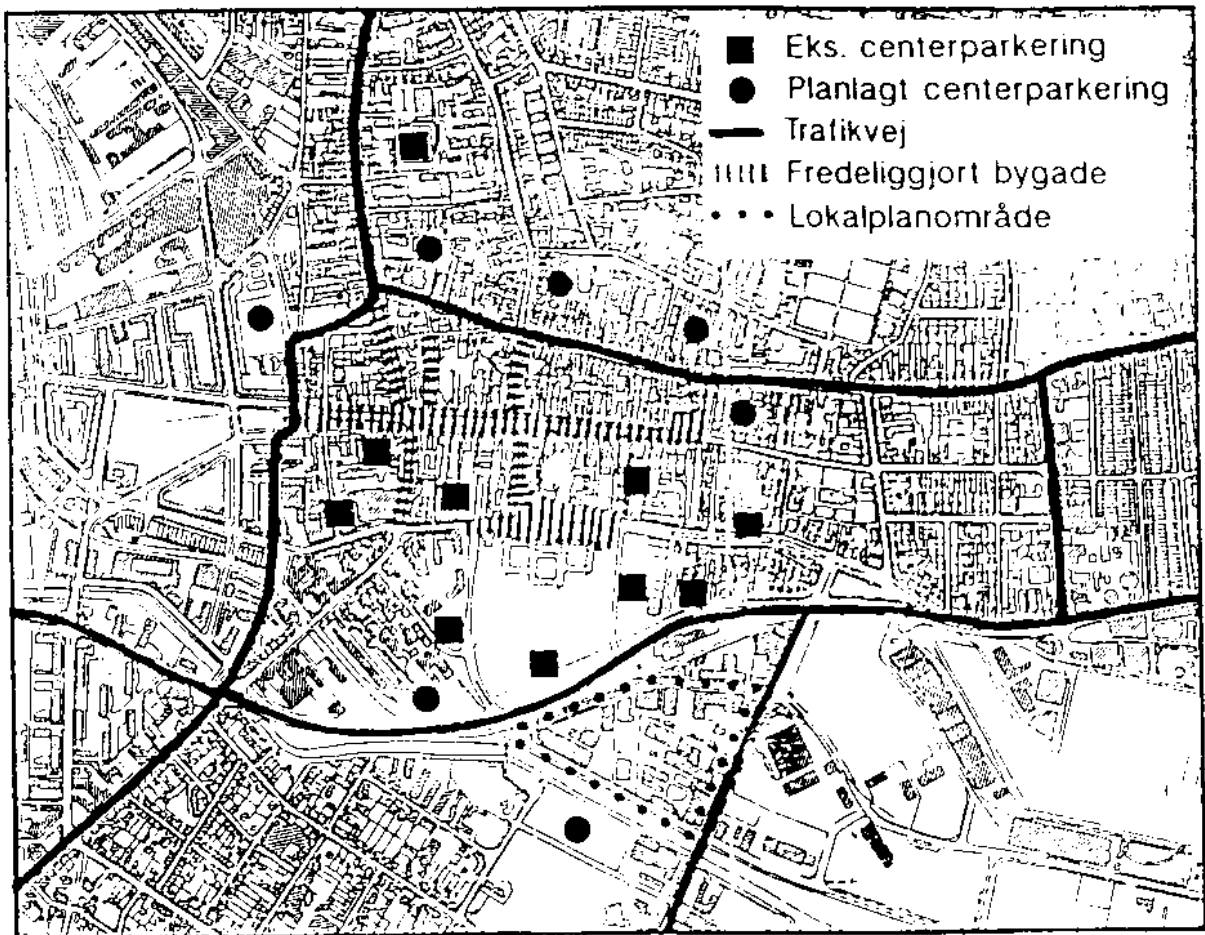 Eks. centerparkering
Planlagt centerparkering
Trafikvej
Fredeliggjort bygade
Lokalplanområde